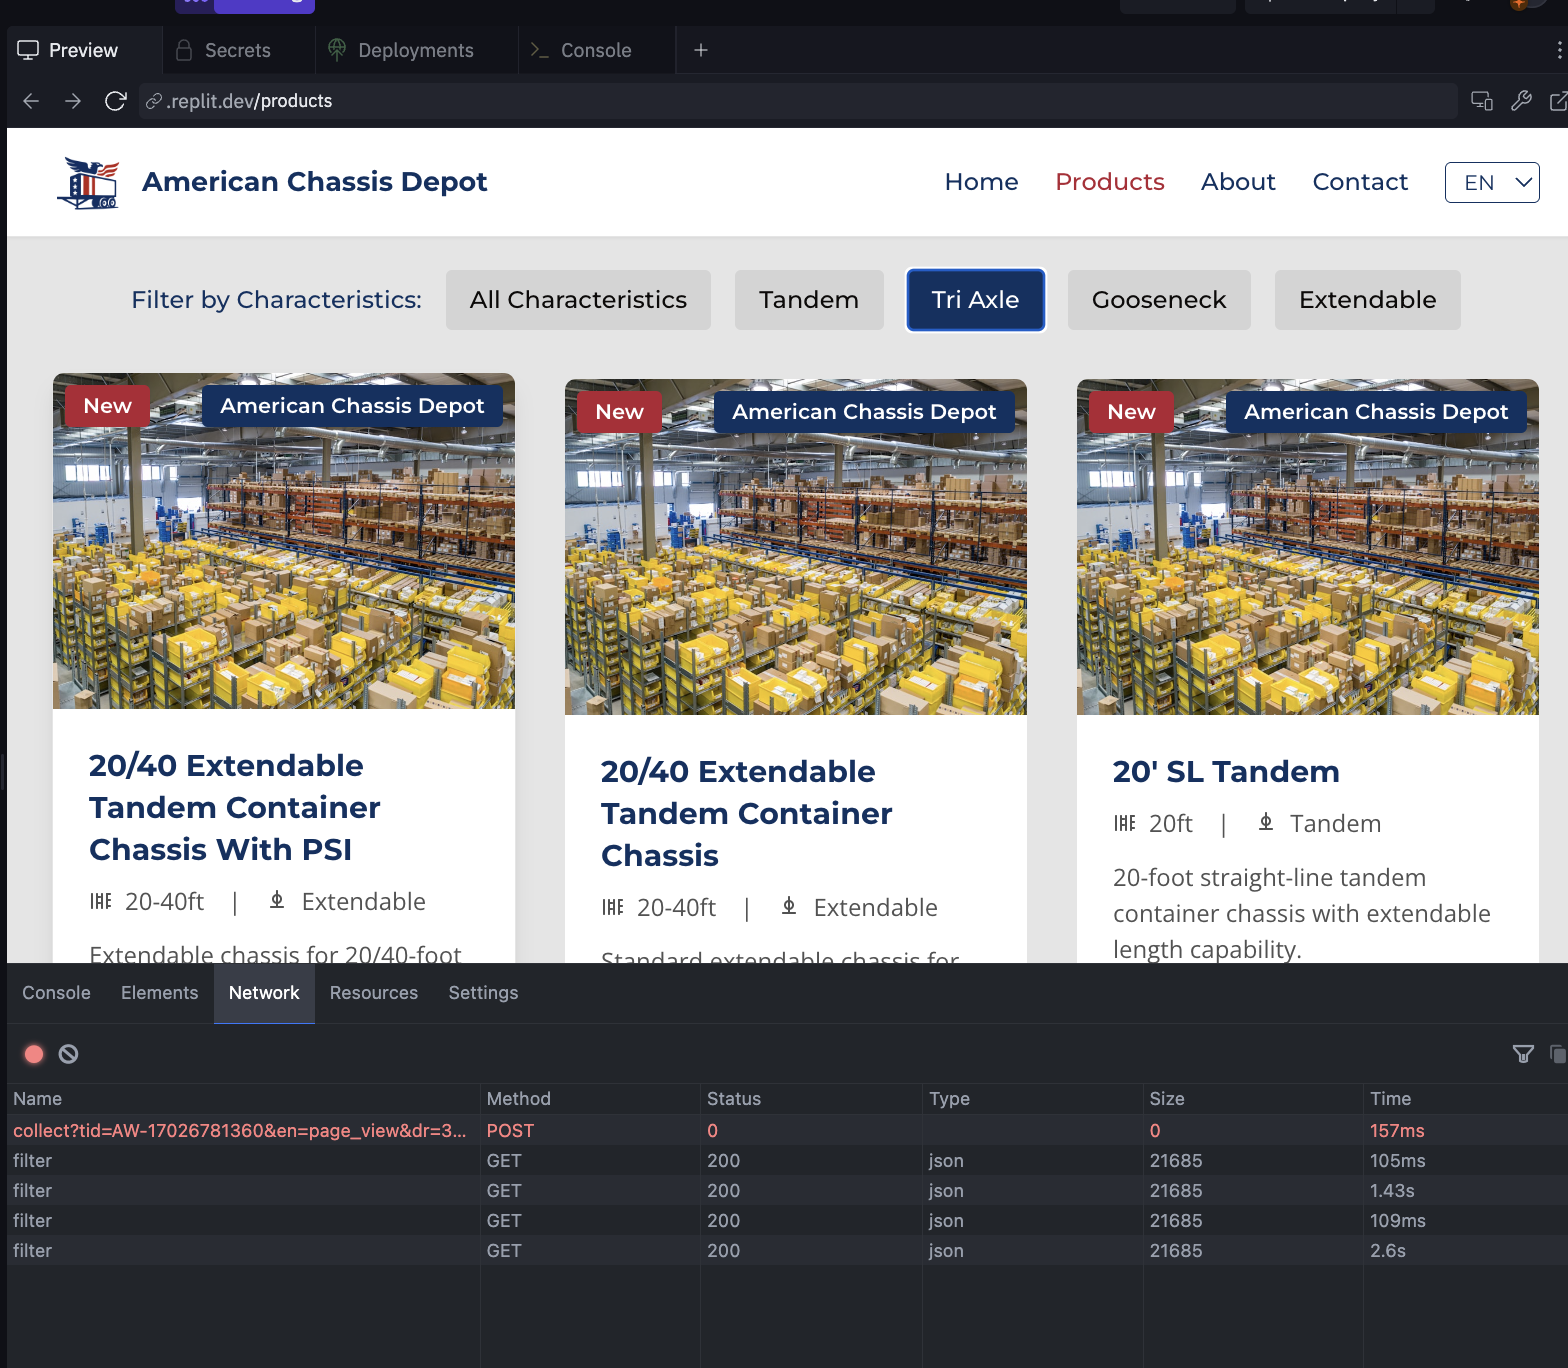 Preview
Secrets
Deployments
Console
.replit.dev/products
American Chassis Depot
Home
Products
About
Contact
EN
Filter by Characteristics:
All Characteristics
Tandem
Tri Axle
Gooseneck
Extendable
New
American Chassis Depot
New
American Chassis Depot
New
American Chassis Depot
20/40 Extendable
Tandem Container
Chassis With PSI
20-40ft | Extendable
Extendable chassis for 20/40-foot
20/40 Extendable
Tandem Container
Chassis
20-40ft | Extendable
Standard extendable chassis for
20' SL Tandem
20ft | Tandem
20-foot straight-line tandem
container chassis with extendable
length capability.
Console
Elements
Network
Resources
Settings
Name Method Status Type Size Time
collect?tid=AW-17026781360&en=page_view&dr=3... POST 0 0 157ms
filter GET 200 json 21685 105ms
filter GET 200 json 21685 1.43s
filter GET 200 json 21685 109ms
filter GET 200 json 21685 2.6s